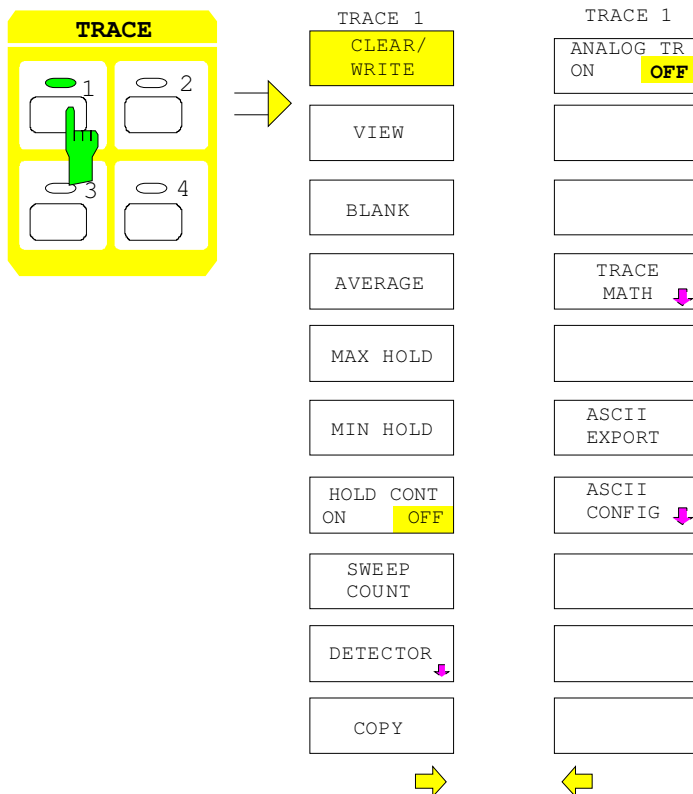 TRACE
1
2
3
4
TRACE 1
CLEAR/
WRITE
VIEW
BLANK
AVERAGE
MAX HOLD
MIN HOLD
HOLD CONT
ON OFF
SWEEP
COUNT
DETECTOR
COPY
TRACE 1
ANALOG TR
ON OFF
TRACE
MATH
ASCII
EXPORT
ASCII
CONFIG